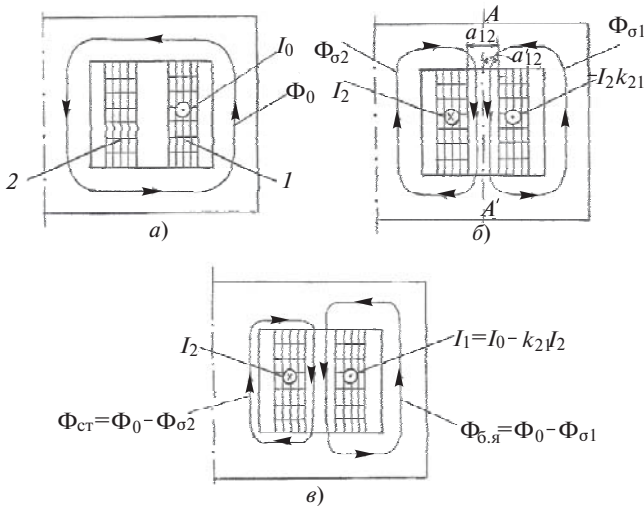 I₀
Φ₀
2
1
а)
A
a₁₂
a'₁₂
Φσ2
Φσ1
I₂
I₂k₂₁
A'
б)
I₂
I₁=I₀– k₂₁I₂
Φст=Φ₀– Φσ2
Φб.я=Φ₀– Φσ1
в)